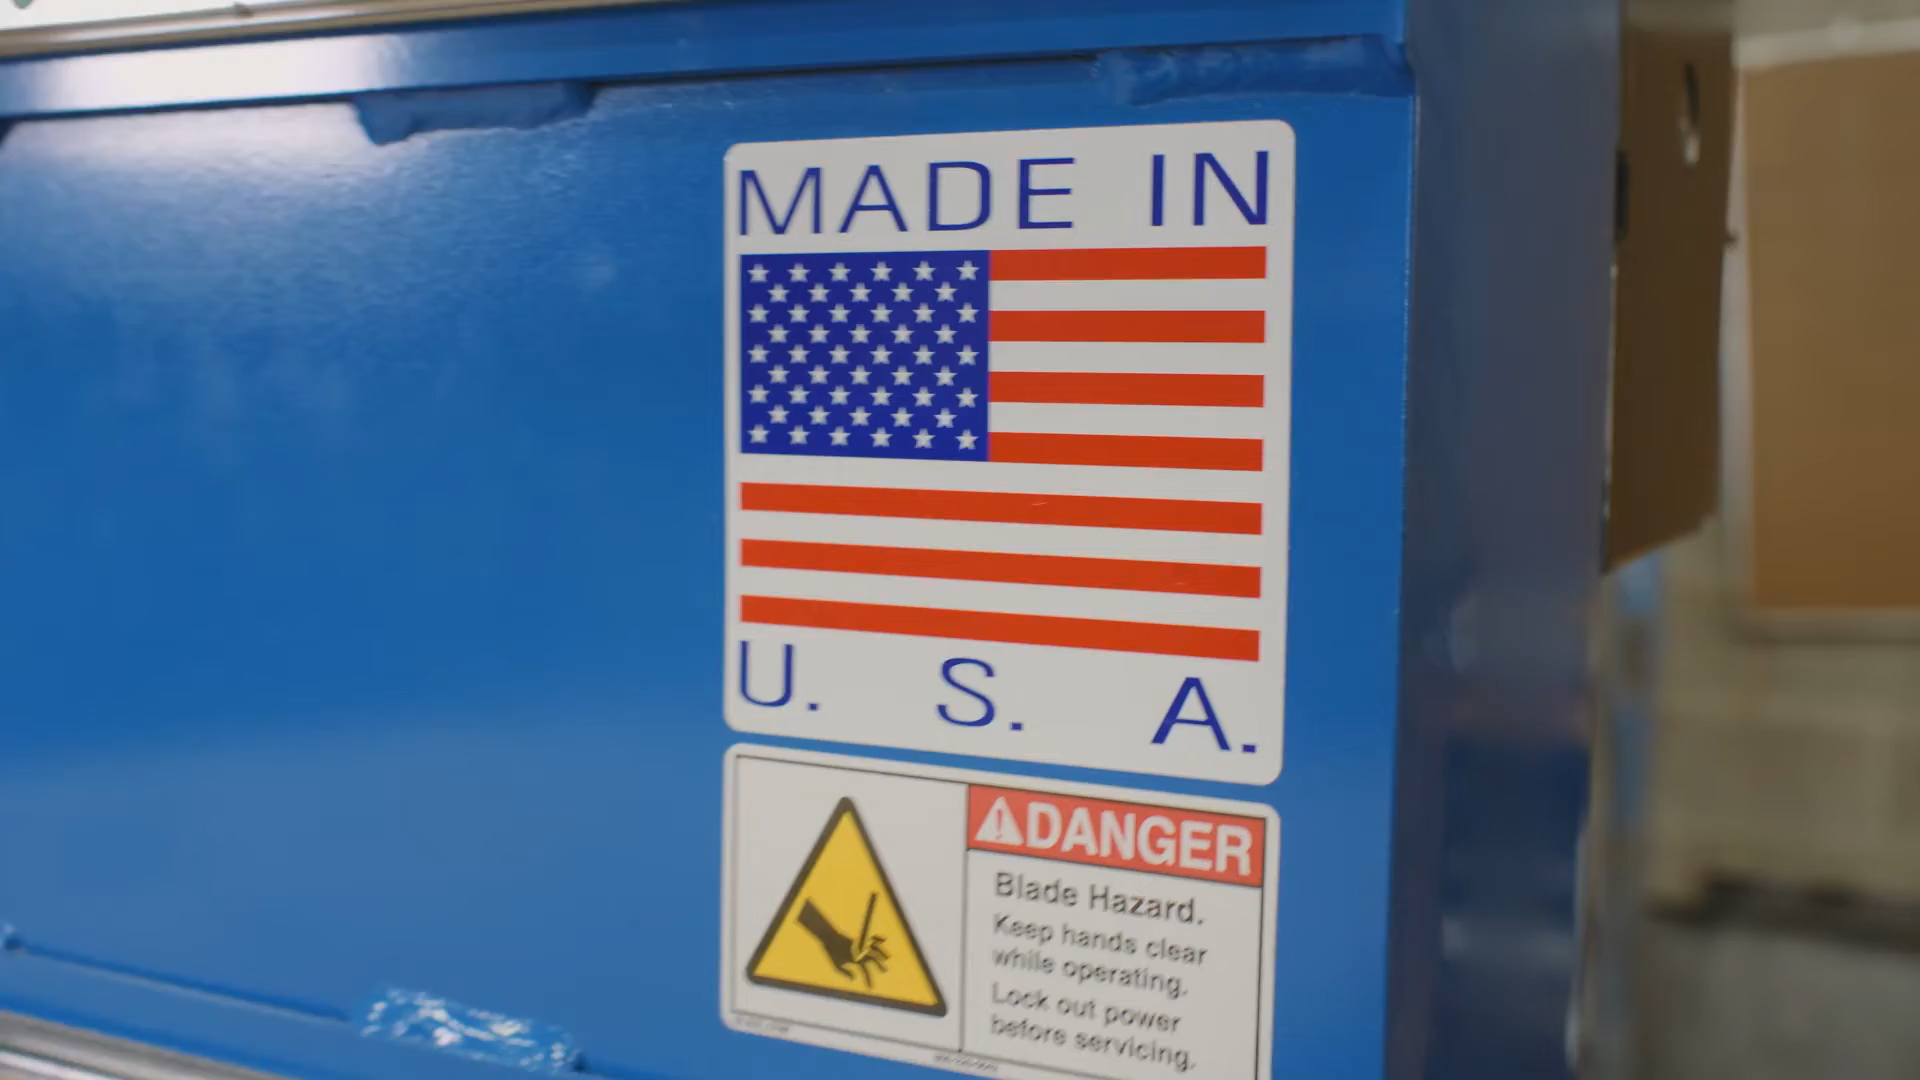 MADE IN
U. S. A.
DANGER
Blade Hazard.
Keep hands clear
while operating.
Lock out power
before servicing.